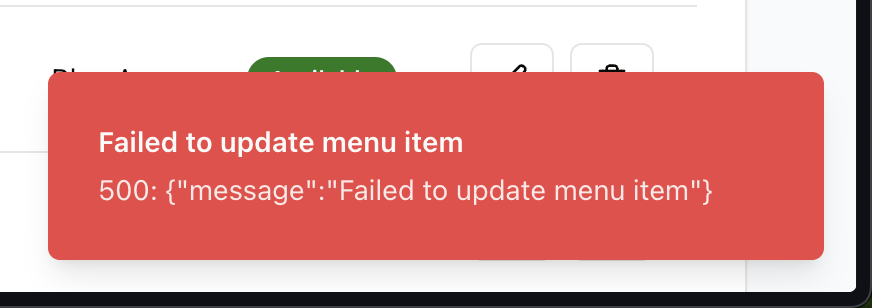 Failed to update menu item
500: {"message":"Failed to update menu item"}